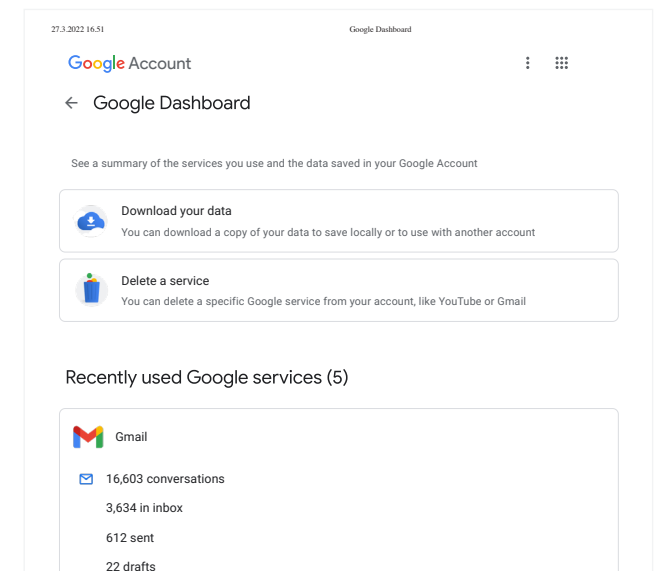 27.3.2022 16.51 Google Dashboard
Google Account
Google Dashboard
See a summary of the services you use and the data saved in your Google Account
Download your data
You can download a copy of your data to save locally or to use with another account
Delete a service
You can delete a specific Google service from your account, like YouTube or Gmail
Recently used Google services (5)
Gmail
16,603 conversations
3,634 in inbox
612 sent
22 drafts